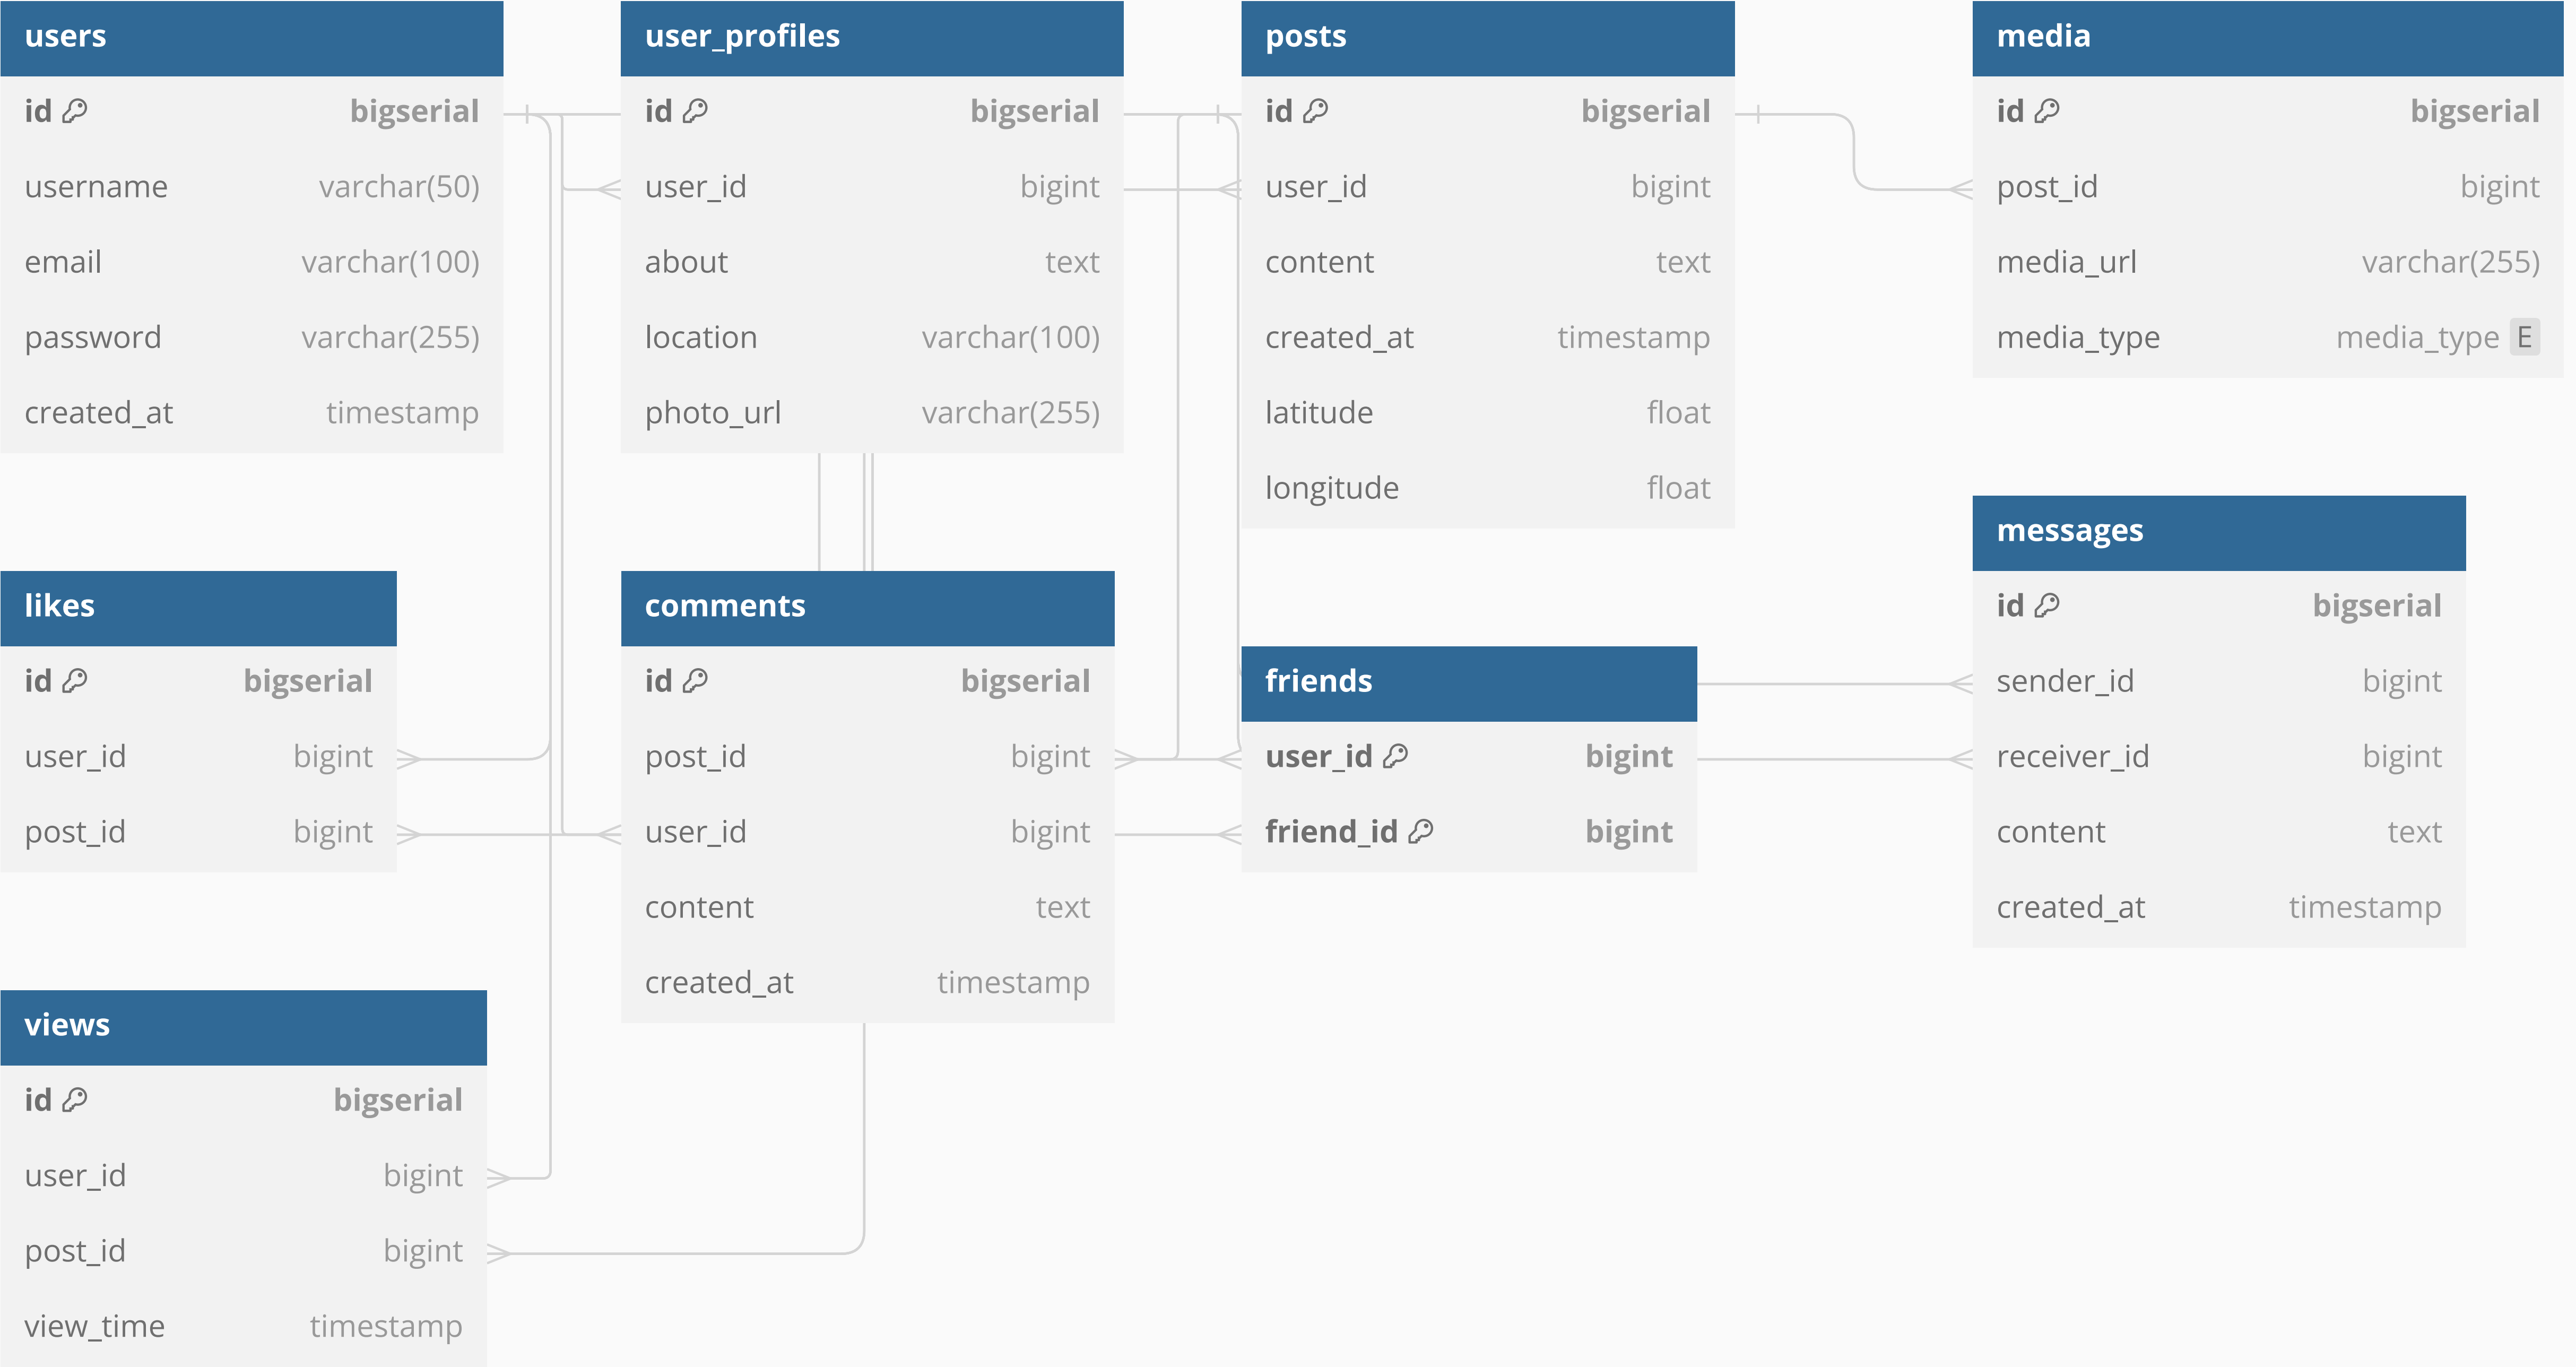 users
id bigserial
username varchar(50)
email varchar(100)
password varchar(255)
created_at timestamp
user_profiles
id bigserial
user_id bigint
about text
location varchar(100)
photo_url varchar(255)
posts
id bigserial
user_id bigint
content text
created_at timestamp
latitude float
longitude float
media
id bigserial
post_id bigint
media_url varchar(255)
media_type media_type E
likes
id bigserial
user_id bigint
post_id bigint
comments
id bigserial
post_id bigint
user_id bigint
content text
created_at timestamp
friends
user_id bigint
friend_id bigint
messages
id bigserial
sender_id bigint
receiver_id bigint
content text
created_at timestamp
views
id bigserial
user_id bigint
post_id bigint
view_time timestamp